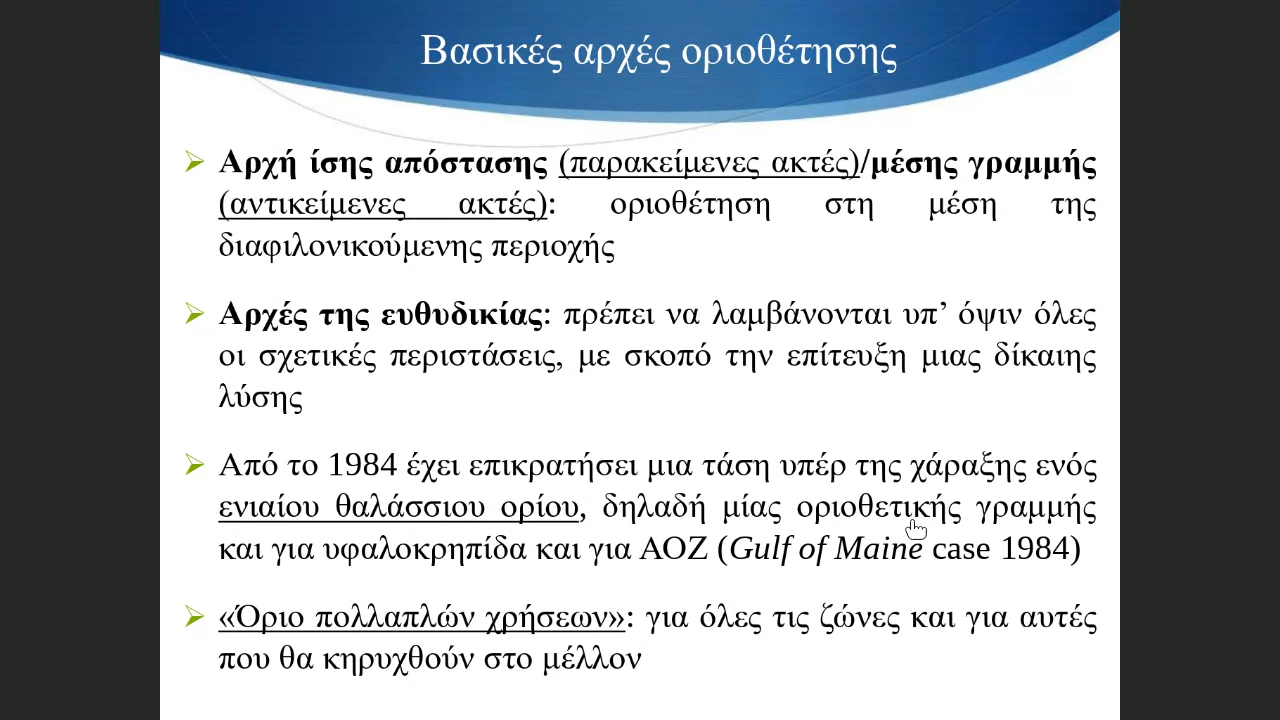 Βασικές αρχές οριοθέτησης
➢ Αρχή ίσης απόστασης (παρακείμενες ακτές)/μέσης γραμμής
(αντικείμενες ακτές): οριοθέτηση στη μέση της
διαφιλονικούμενης περιοχής
➢ Αρχές της ευθυδικίας: πρέπει να λαμβάνονται υπ’ όψιν όλες
οι σχετικές περιστάσεις, με σκοπό την επίτευξη μιας δίκαιης
λύσης
➢ Από το 1984 έχει επικρατήσει μια τάση υπέρ της χάραξης ενός
ενιαίου θαλάσσιου ορίου, δηλαδή μίας οριοθετικής γραμμής
και για υφαλοκρηπίδα και για ΑΟΖ (Gulf of Maine case 1984)
➢ «Όριο πολλαπλών χρήσεων»: για όλες τις ζώνες και για αυτές
που θα κηρυχθούν στο μέλλον